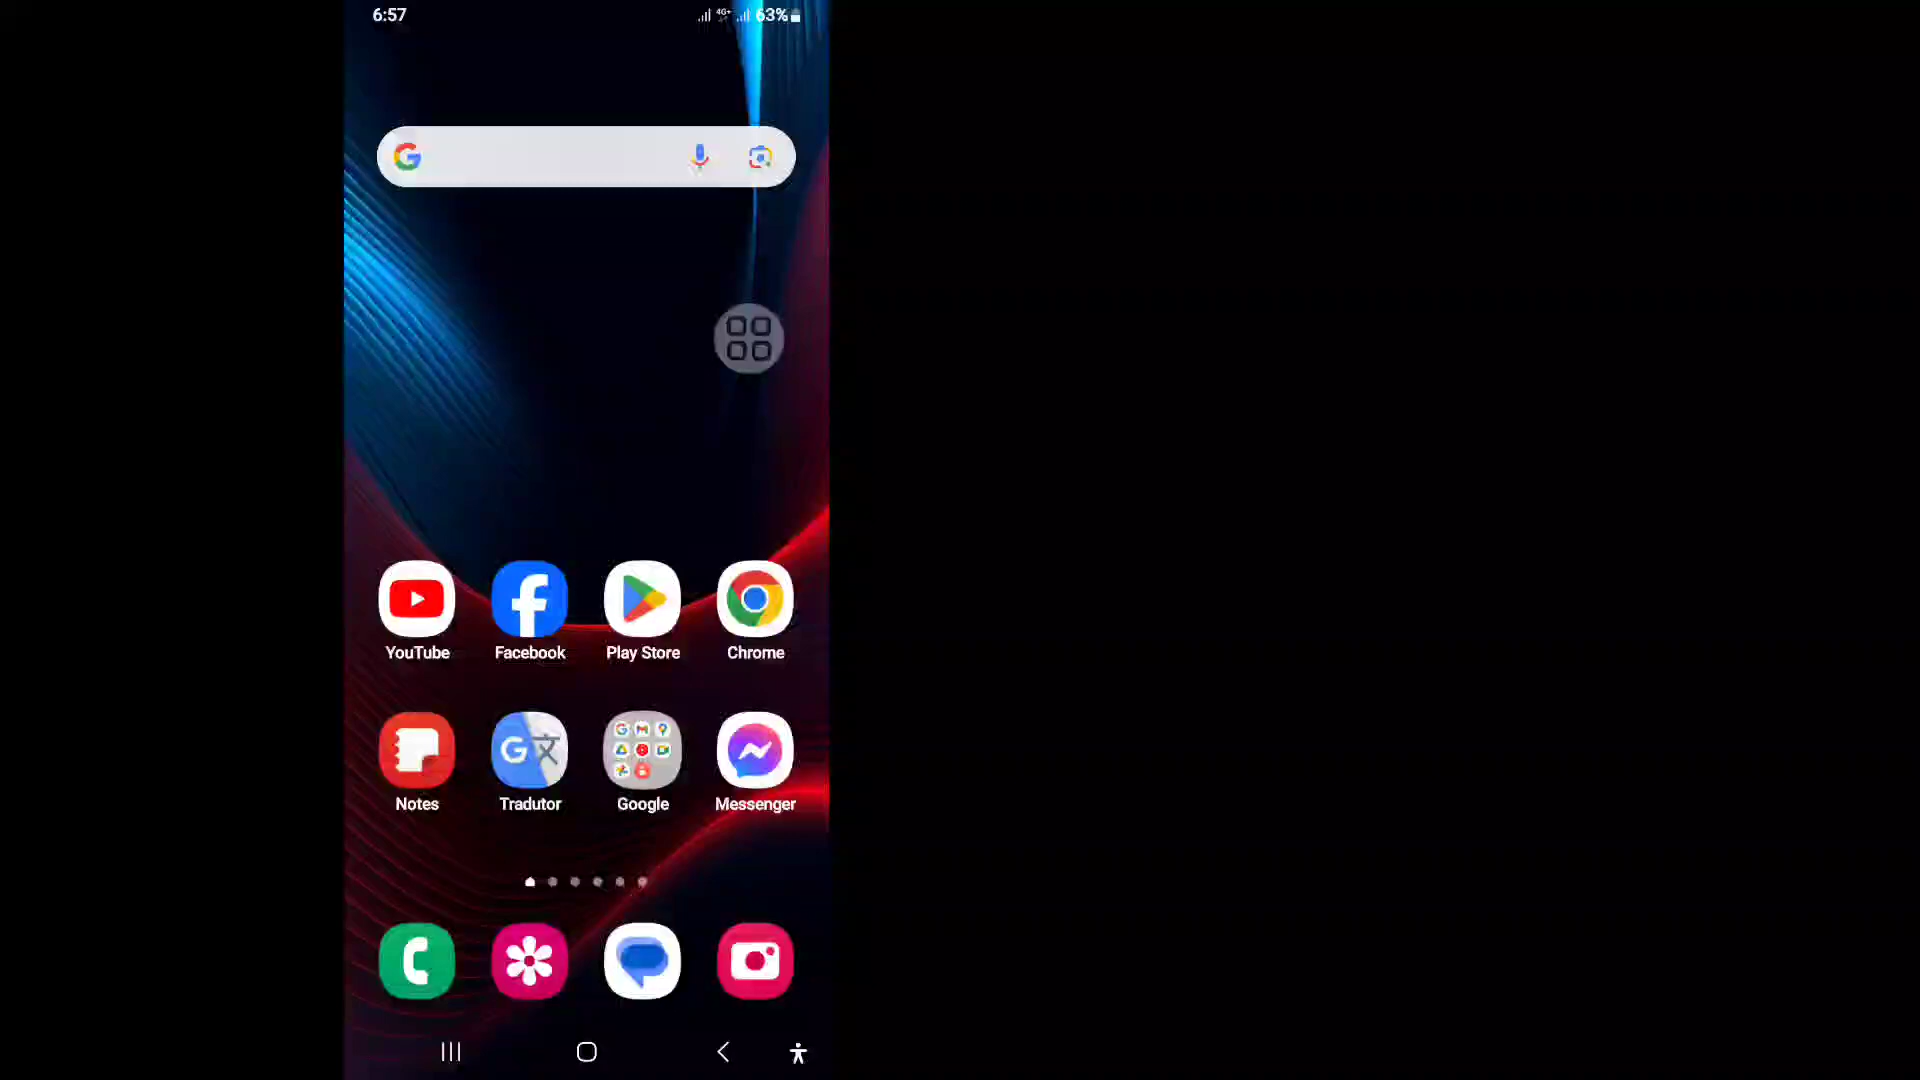 6:57 4G+ 63%
YouTube Facebook Play Store Chrome
Notes Tradutor Google Messenger